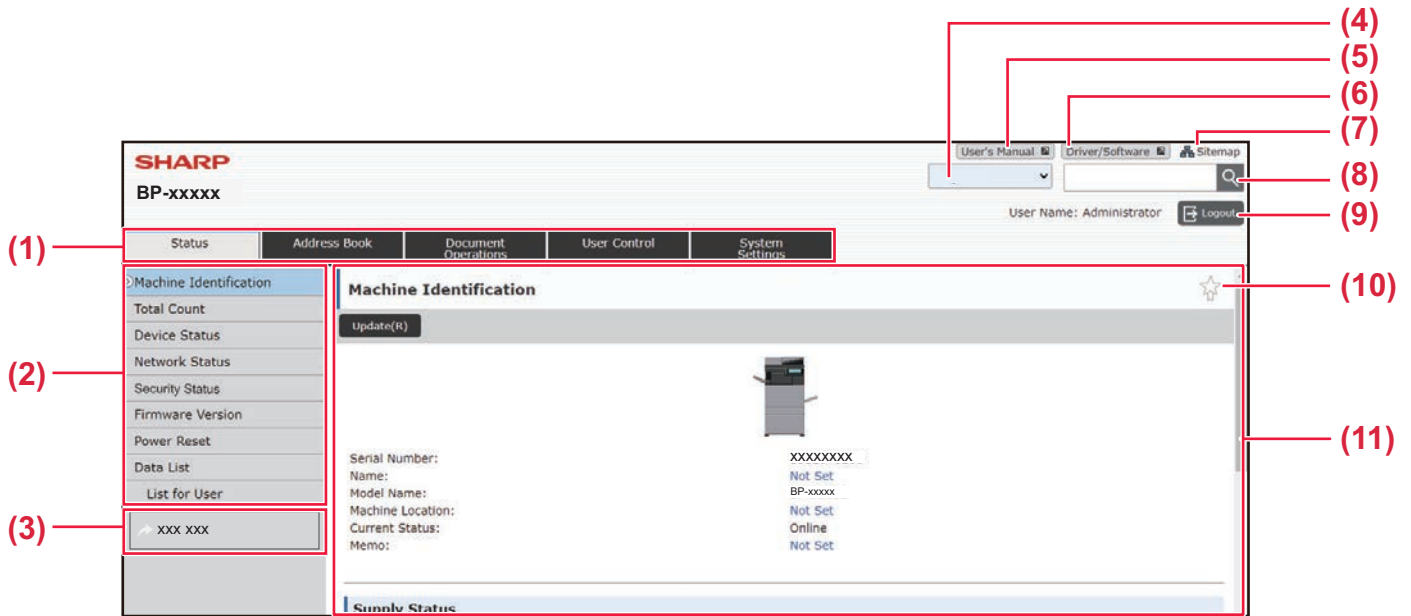 (4)
(5)
(6)
(7)
SHARP
User's Manual Driver/Software Sitemap
BP-xxxxx
(8)
User Name: Administrator Logout
(9)
(1)
Status Address Book Document Operations User Control System Settings
Machine Identification
Total Count
Device Status
Network Status
Security Status
Firmware Version
Power Reset
Data List
List for User
(2)
xxx xxx
(3)
Machine Identification
(10)
Update(R)
Serial Number: XXXXXXXX
Name: Not Set
Model Name: BP-xxxxx
Machine Location: Not Set
Current Status: Online
Memo: Not Set
(11)
Supply Status